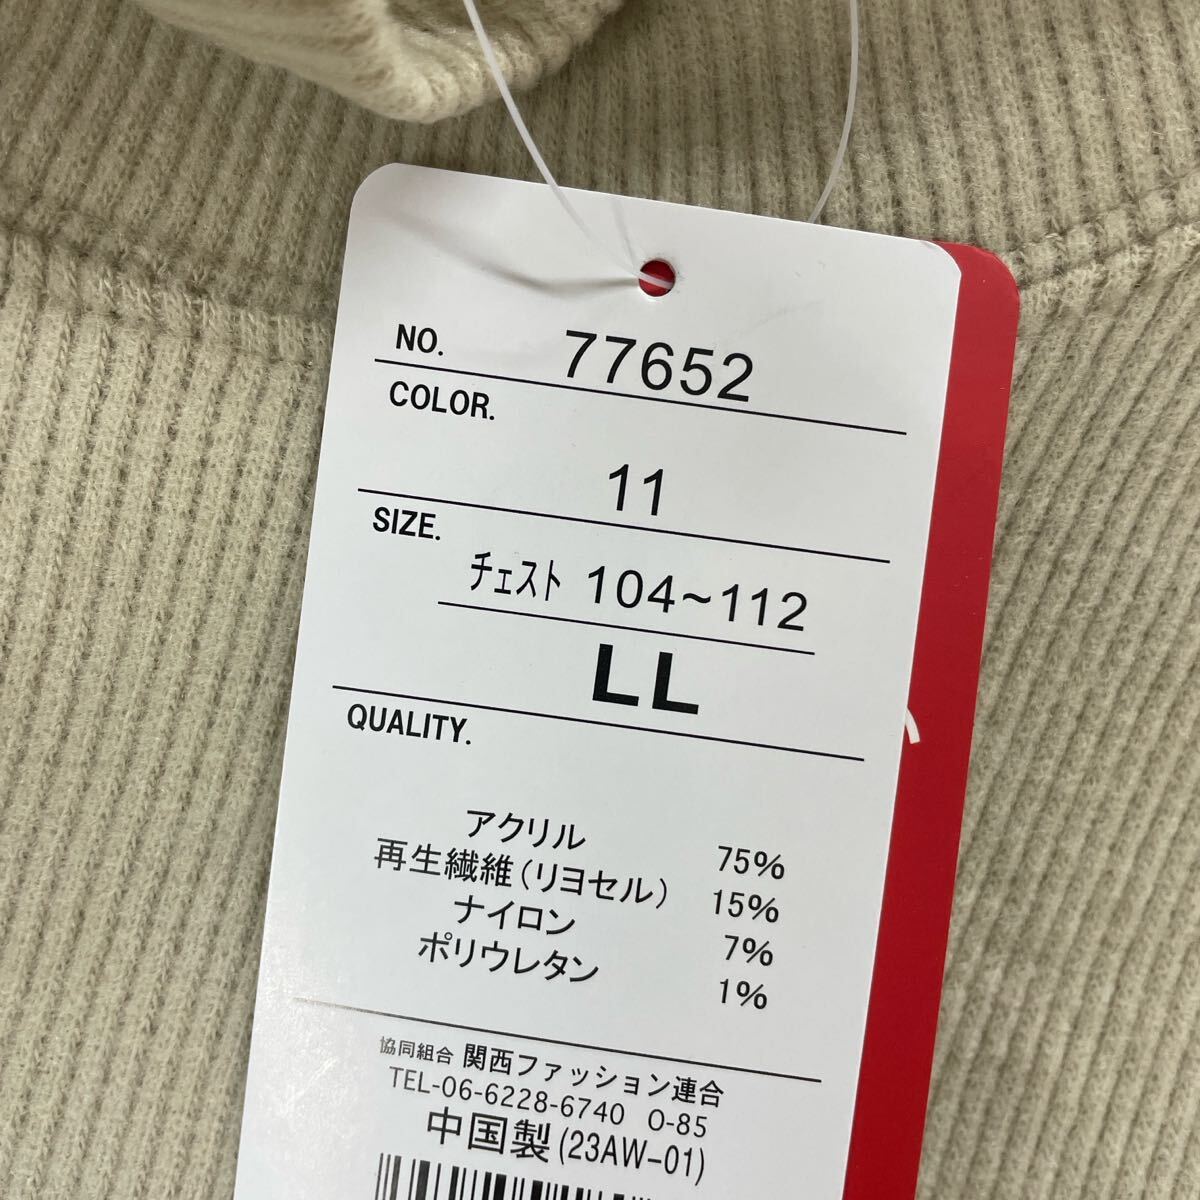 NO. 77652
COLOR.
11
SIZE.
チェスト 104~112
LL
QUALITY.
アクリル 75%
再生繊維(リヨセル) 15%
ナイロン 7%
ポリウレタン 1%
協同組合 関西ファッション連合
TEL-06-6228-6740 O-85
中国製(23AW-01)